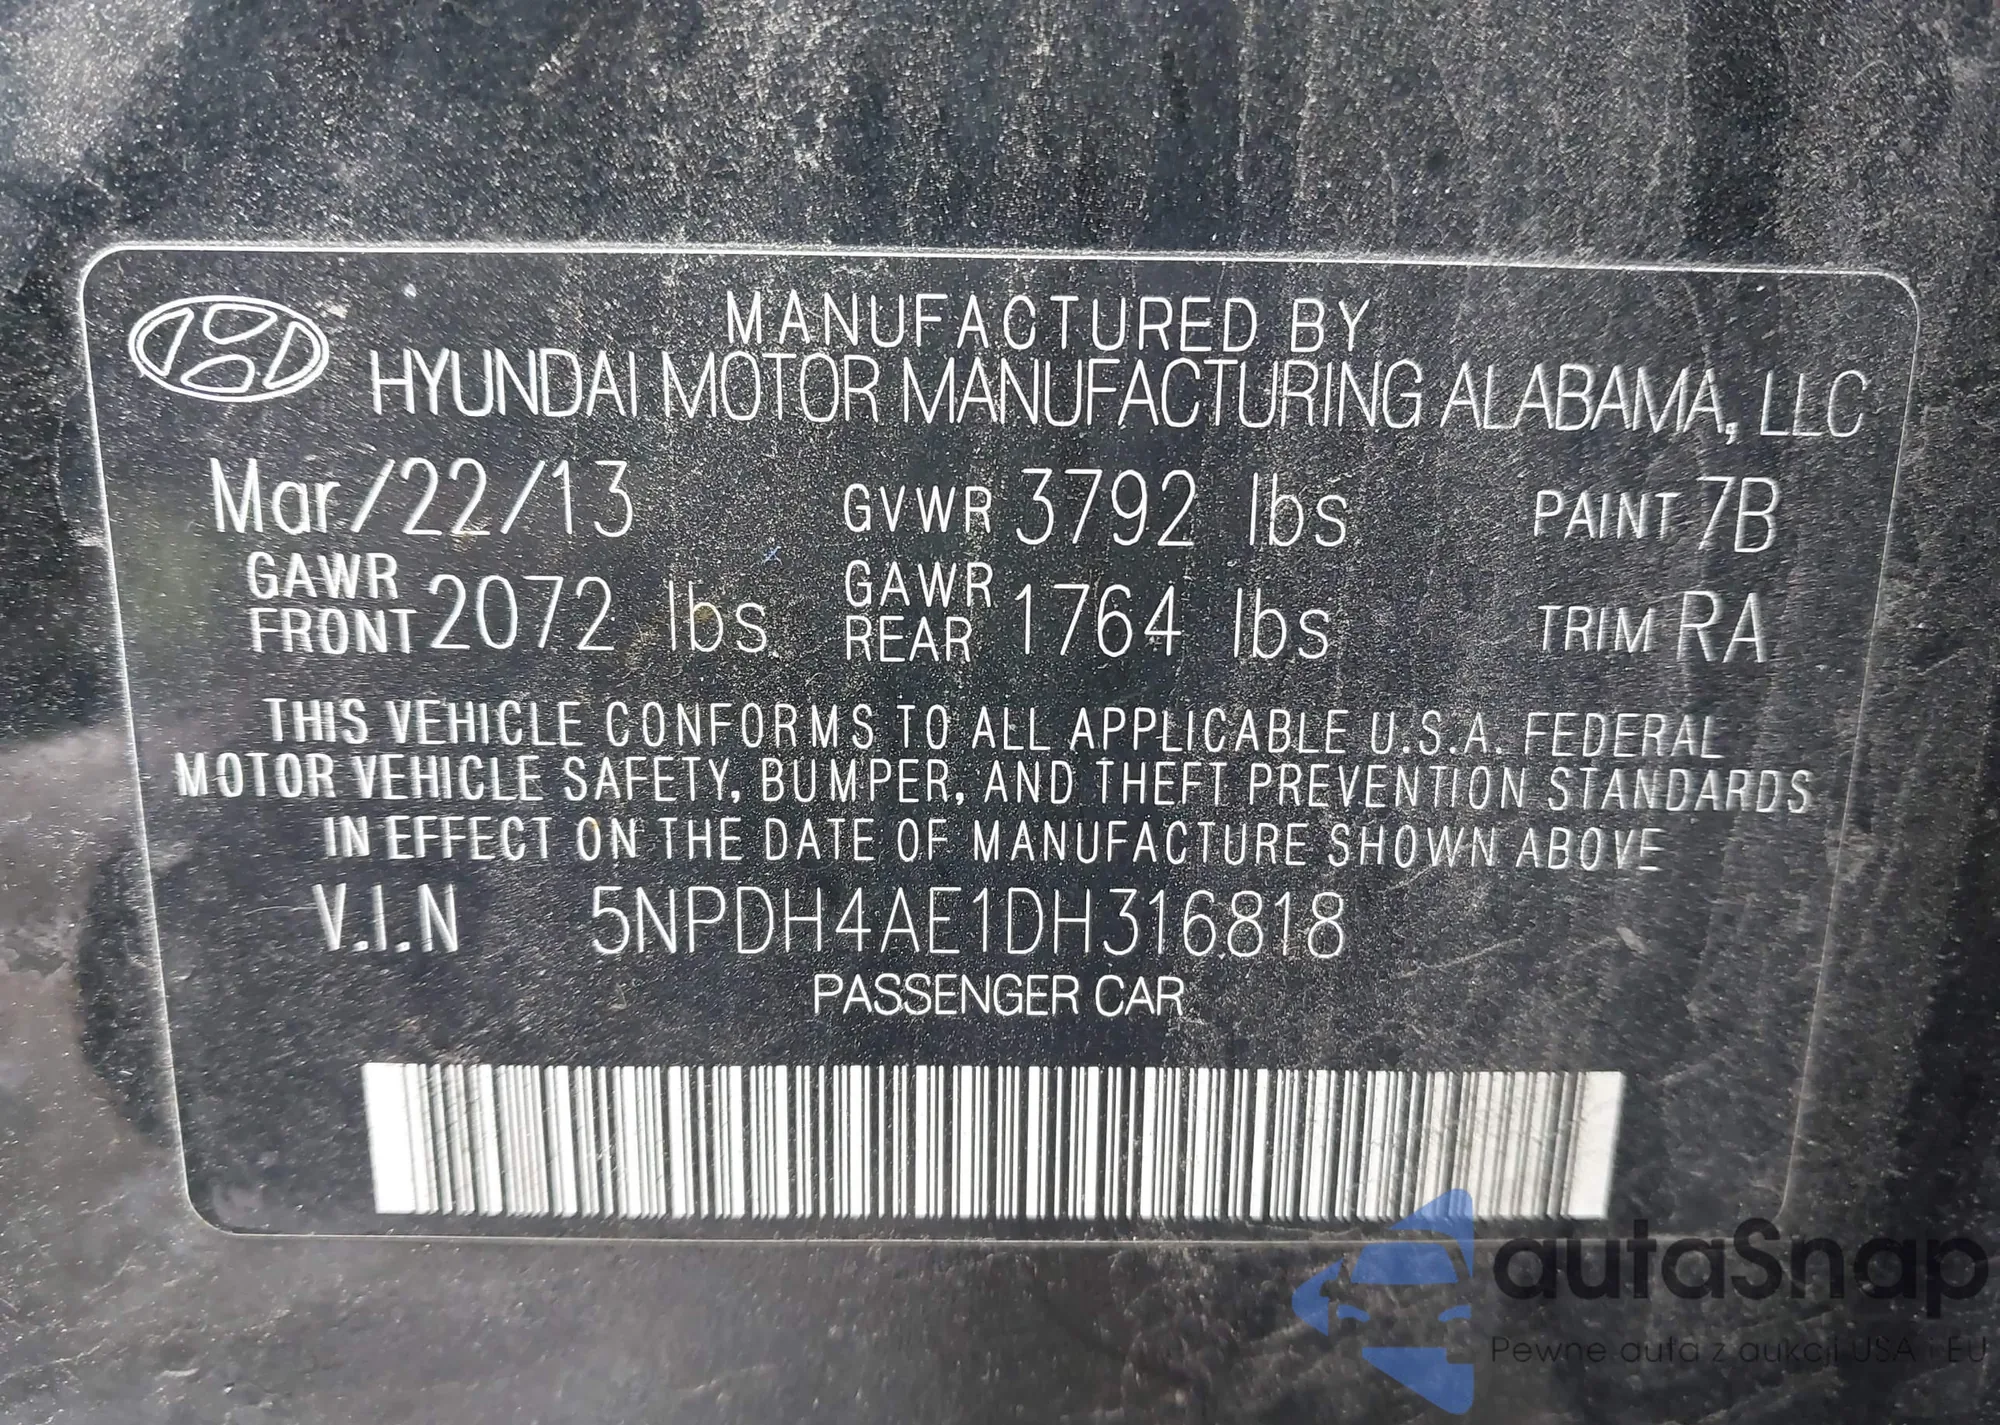 MANUFACTURED BY
HYUNDAI MOTOR MANUFACTURING ALABAMA, LLC
Mar/22/13 GVWR 3792 lbs PAINT 7B
GAWR FRONT 2072 lbs GAWR REAR 1764 lbs TRIM RA
THIS VEHICLE CONFORMS TO ALL APPLICABLE U.S.A. FEDERAL
MOTOR VEHICLE SAFETY, BUMPER, AND THEFT PREVENTION STANDARDS
IN EFFECT ON THE DATE OF MANUFACTURE SHOWN ABOVE
V.I.N 5NPDH4AE1DH316818
PASSENGER CAR
autaSnap
Pewne auta z aukcji USA i EU